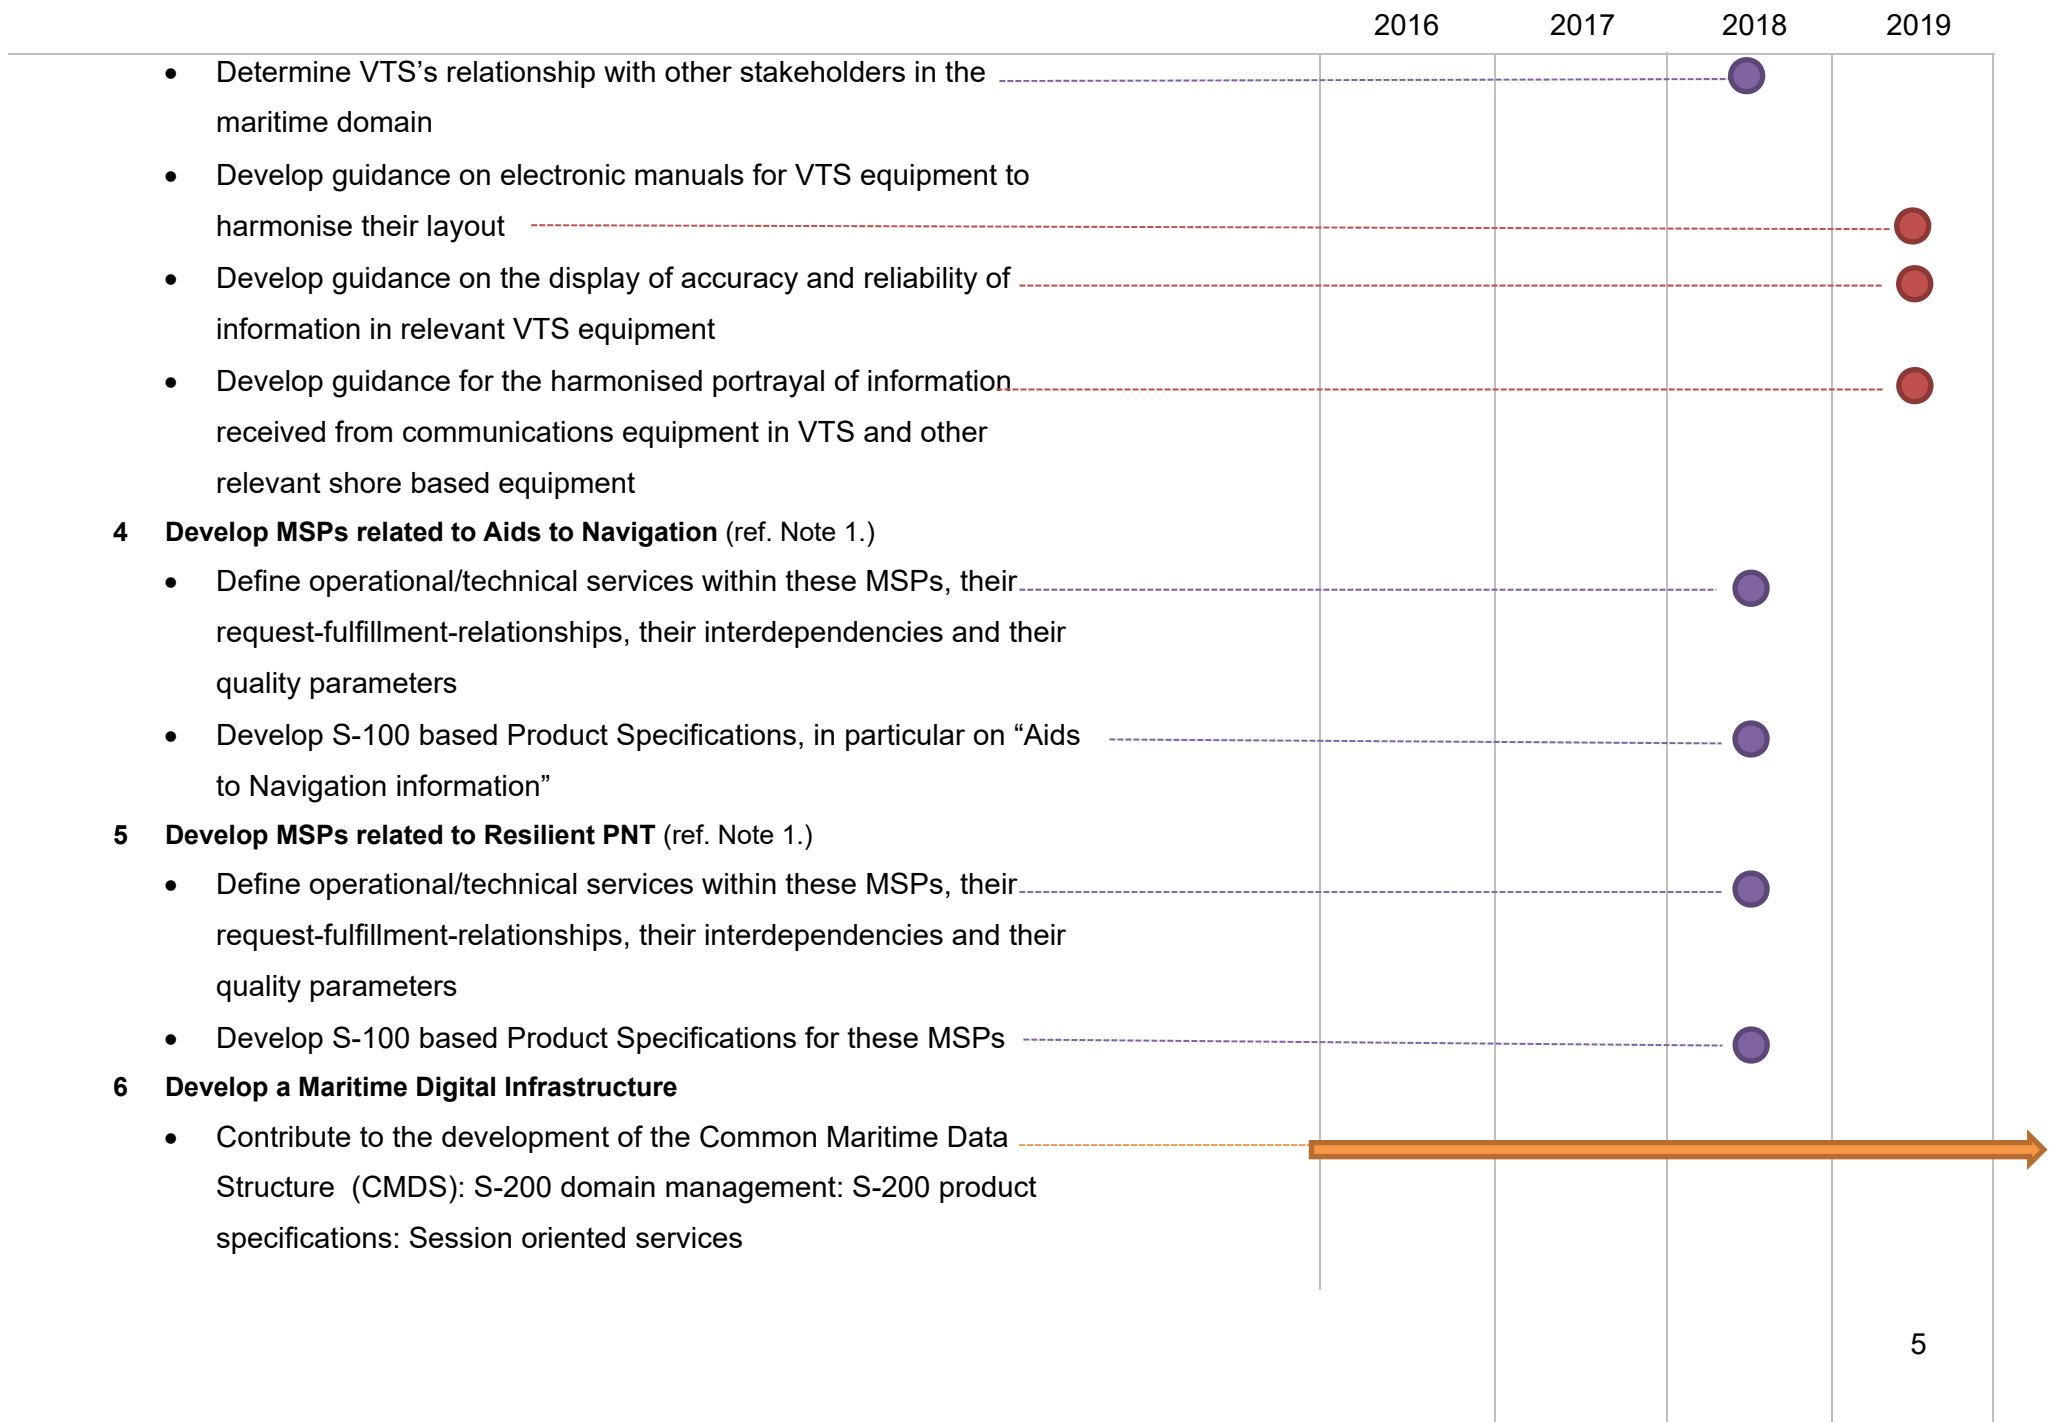 2016 2017 2018 2019
• Determine VTS’s relationship with other stakeholders in the
maritime domain
• Develop guidance on electronic manuals for VTS equipment to
harmonise their layout
• Develop guidance on the display of accuracy and reliability of
information in relevant VTS equipment
• Develop guidance for the harmonised portrayal of information
received from communications equipment in VTS and other
relevant shore based equipment
4 Develop MSPs related to Aids to Navigation (ref. Note 1.)
• Define operational/technical services within these MSPs, their
request-fulfillment-relationships, their interdependencies and their
quality parameters
• Develop S-100 based Product Specifications, in particular on “Aids
to Navigation information”
5 Develop MSPs related to Resilient PNT (ref. Note 1.)
• Define operational/technical services within these MSPs, their
request-fulfillment-relationships, their interdependencies and their
quality parameters
• Develop S-100 based Product Specifications for these MSPs
6 Develop a Maritime Digital Infrastructure
• Contribute to the development of the Common Maritime Data
Structure (CMDS): S-200 domain management: S-200 product
specifications: Session oriented services
5